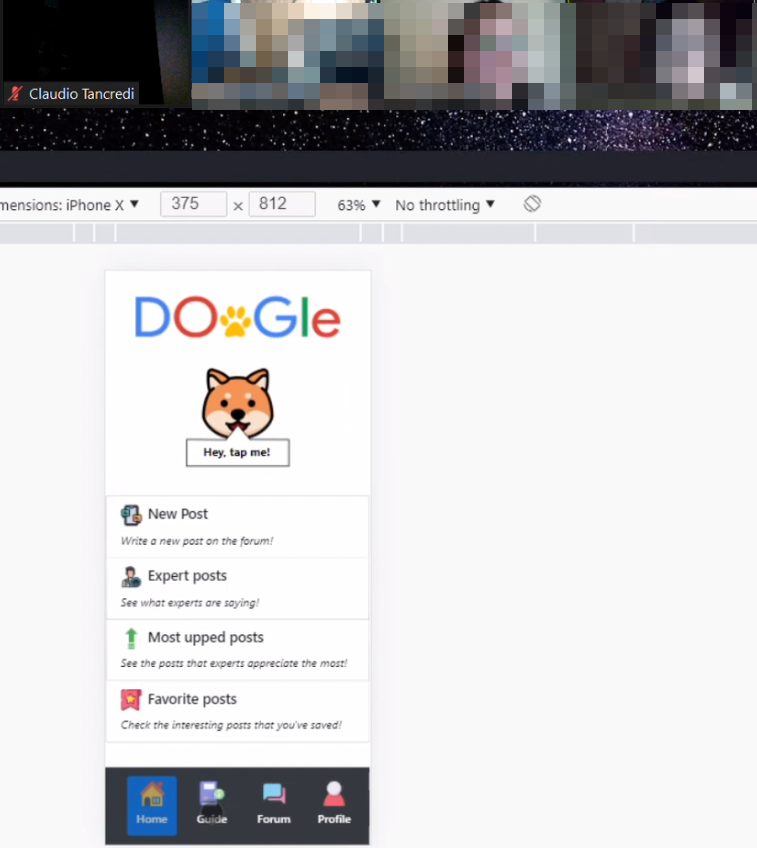 Claudio Tancredi
mensions: iPhone X 375 x 812 63% No throttling
DOGle
Hey, tap me!
New Post
Write a new post on the forum!
Expert posts
See what experts are saying!
Most upped posts
See the posts that experts appreciate the most!
Favorite posts
Check the interesting posts that you've saved!
Home Guide Forum Profile